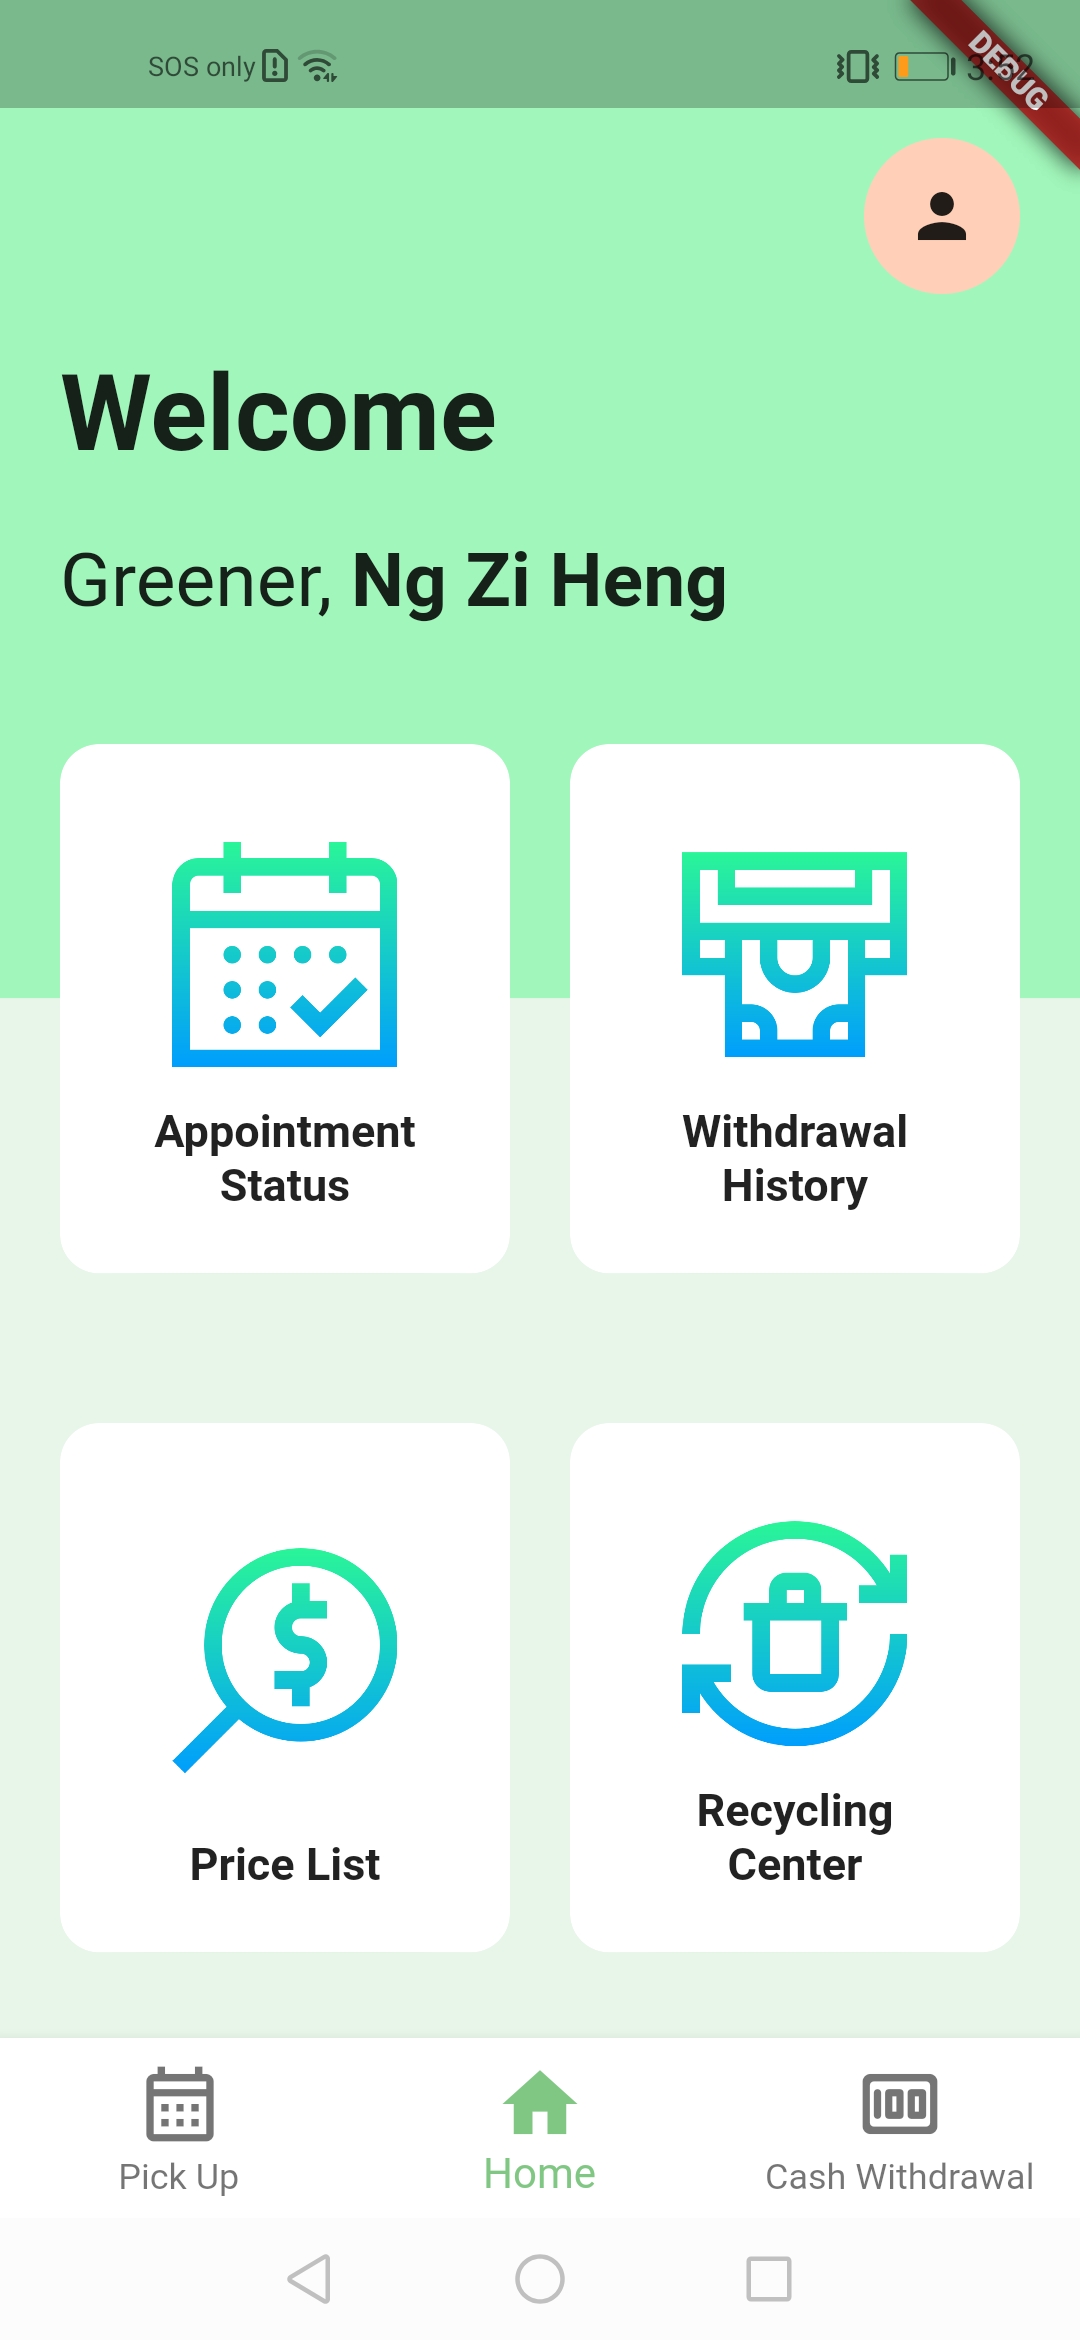 SOS only
DEBUG
Welcome
Greener, Ng Zi Heng
Appointment
Status
Withdrawal
History
Price List
Recycling
Center
Pick Up
Home
Cash Withdrawal